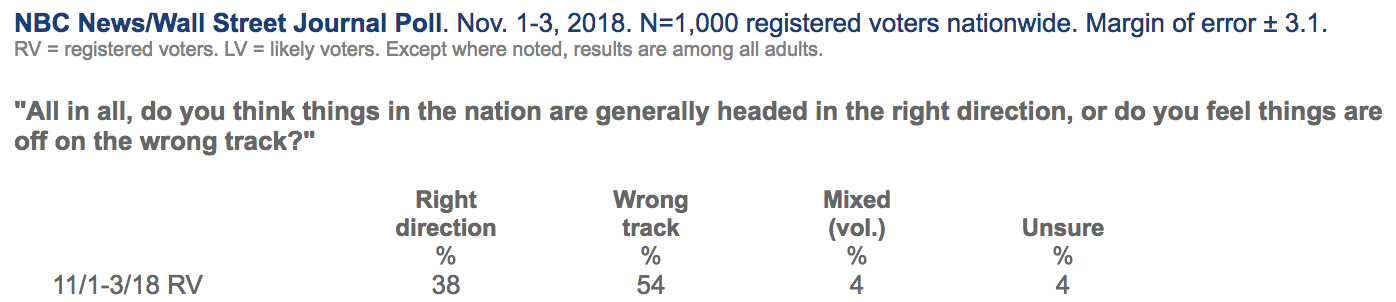 NBC News/Wall Street Journal Poll. Nov. 1-3, 2018. N=1,000 registered voters nationwide. Margin of error ± 3.1.
RV = registered voters. LV = likely voters. Except where noted, results are among all adults.
"All in all, do you think things in the nation are generally headed in the right direction, or do you feel things are
off on the wrong track?"
Right Wrong Mixed
direction track (vol.) Unsure
% % % %
11/1-3/18 RV 38 54 4 4